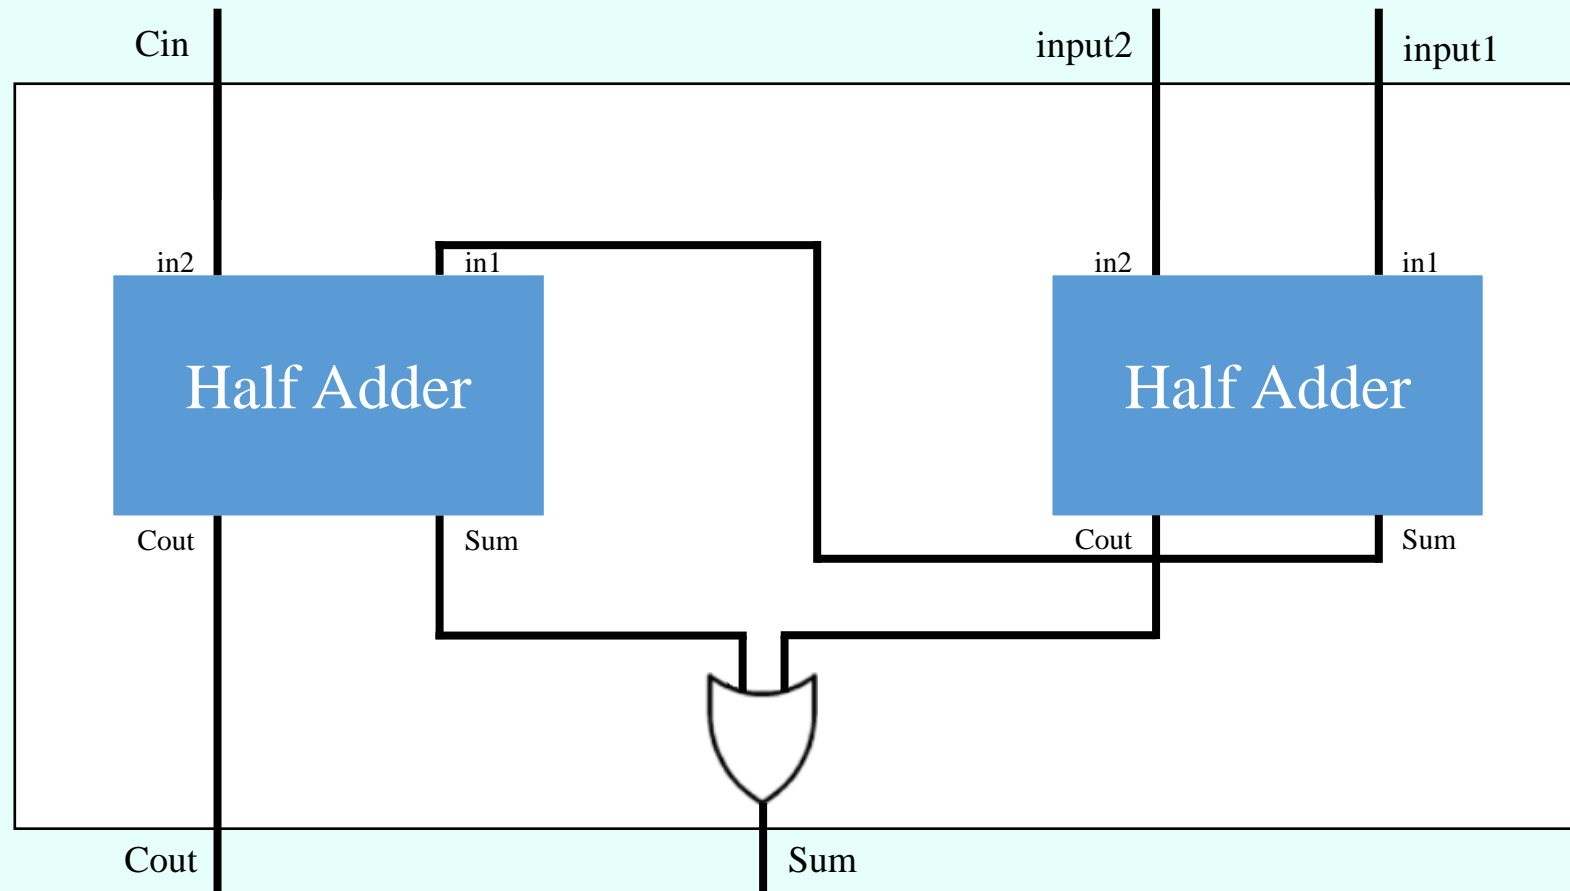 Cin
input2
input1
in2
in1
in2
in1
Half Adder
Half Adder
Cout
Sum
Cout
Sum
Cout
Sum